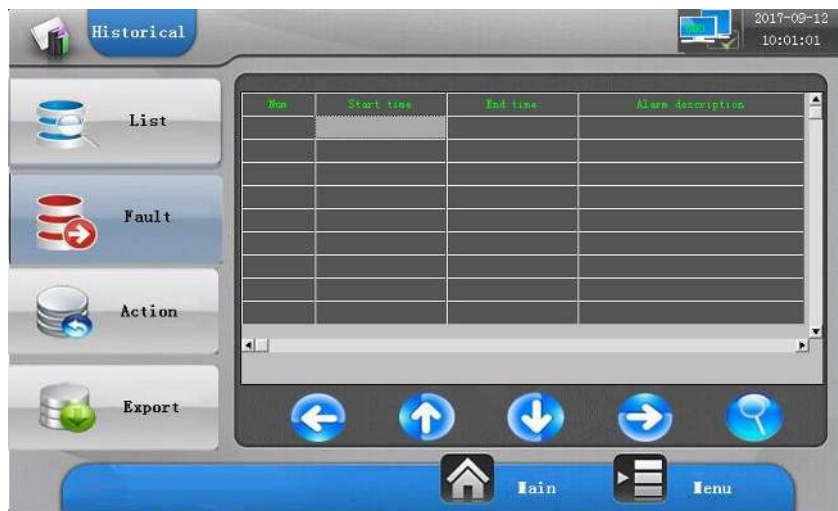 Historical
2017-09-12
10:01:01
List
Num Start time End time Alarm description
Fault
Action
Export
Main Menu